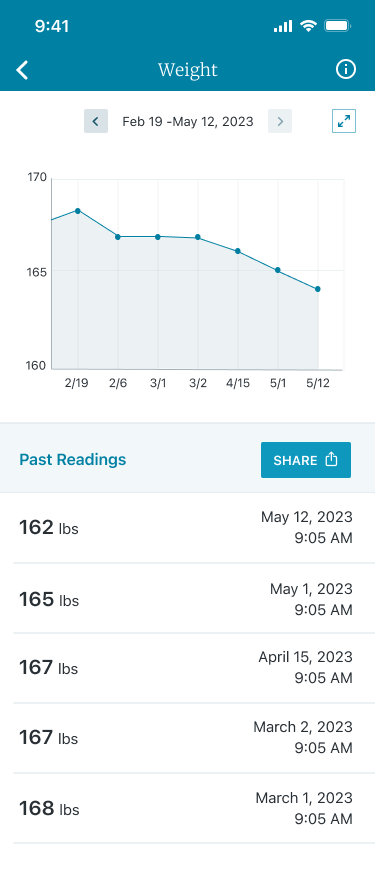 9:41
Weight
Feb 19 -May 12, 2023
170
165
160
2/19 2/6 3/1 3/2 4/15 5/1 5/12
Past Readings
SHARE
162 lbs
May 12, 2023
9:05 AM
165 lbs
May 1, 2023
9:05 AM
167 lbs
April 15, 2023
9:05 AM
167 lbs
March 2, 2023
9:05 AM
168 lbs
March 1, 2023
9:05 AM